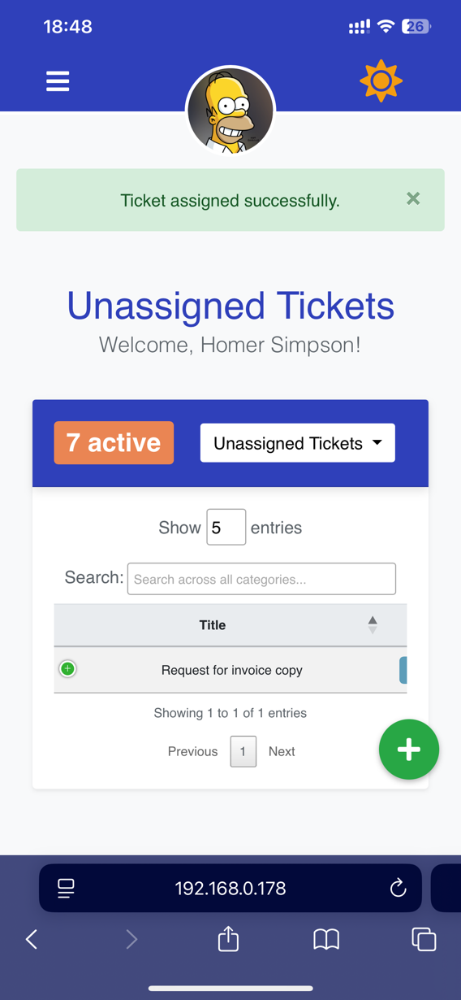 18:48
26
Ticket assigned successfully. ×
Unassigned Tickets
Welcome, Homer Simpson!
7 active
Unassigned Tickets
Show 5 entries
Search: Search across all categories...
Title
Request for invoice copy
Showing 1 to 1 of 1 entries
Previous 1 Next
192.168.0.178